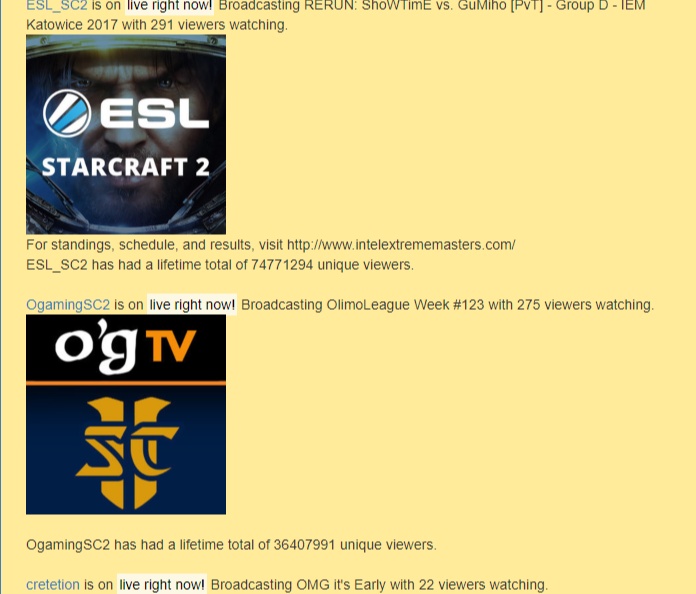 ESL_SC2 is on live right now! Broadcasting RERUN: ShoWTimE vs. GuMiho [PvT] - Group D - IEM
Katowice 2017 with 291 viewers watching.
ESL
STARCRAFT 2
For standings, schedule, and results, visit http://www.intelextrememasters.com/
ESL_SC2 has had a lifetime total of 74771294 unique viewers.
OgamingSC2 is on live right now! Broadcasting OlimoLeague Week #123 with 275 viewers watching.
o'g TV
SC
II
OgamingSC2 has had a lifetime total of 36407991 unique viewers.
cretetion is on live right now! Broadcasting OMG it's Early with 22 viewers watching.